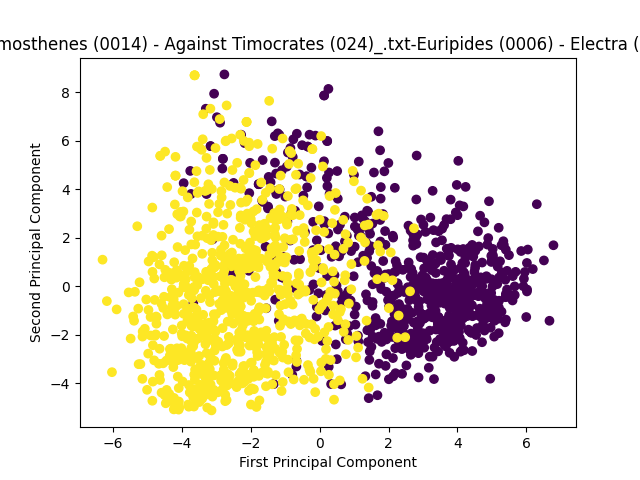 mosthenes (0014) - Against Timocrates (024)_.txt-Euripides (0006) - Electra (
8
6
4
2
0
−2
−4
Second Principal Component
−6 −4 −2 0 2 4 6
First Principal Component